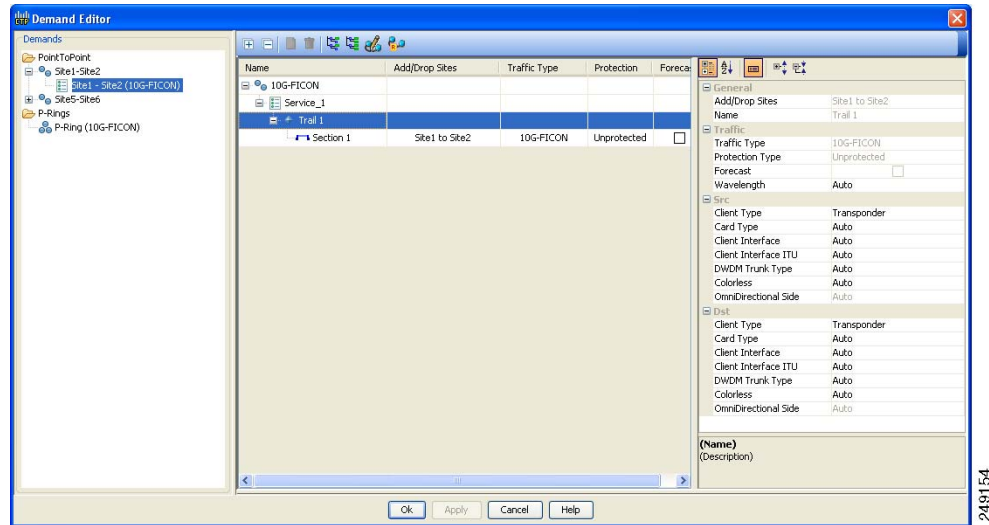 CTP Demand Editor
Demands
PointToPoint
Site1-Site2
Site1 - Site2 (10G-FICON)
Site5-Site6
P-Rings
P-Ring (10G-FICON)
Name Add/Drop Sites Traffic Type Protection Forecas
10G-FICON
Service_1
Trail 1
Section 1 Site1 to Site2 10G-FICON Unprotected
General
Add/Drop Sites Site1 to Site2
Name Trail 1
Traffic
Traffic Type 10G-FICON
Protection Type Unprotected
Forecast
Wavelength Auto
Src
Client Type Transponder
Card Type Auto
Client Interface Auto
Client Interface ITU Auto
DWDM Trunk Type Auto
Colorless Auto
OmniDirectional Side Auto
Dst
Client Type Transponder
Card Type Auto
Client Interface Auto
Client Interface ITU Auto
DWDM Trunk Type Auto
Colorless Auto
OmniDirectional Side Auto
(Name)
(Description)
Ok Apply Cancel Help
249154